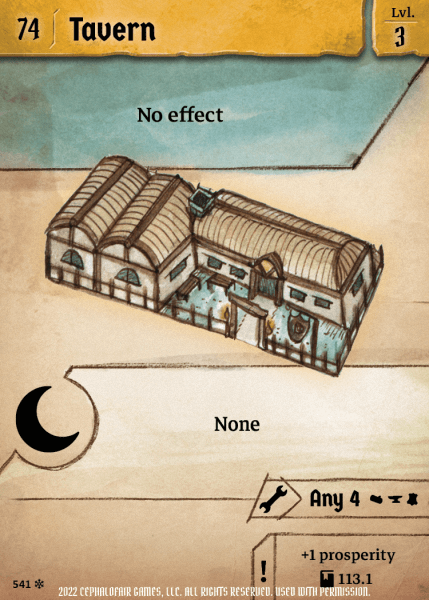 74 Tavern
Lvl.
3
No effect
None
Any 4
+1 prosperity
! 113.1
541
2022 CEPHALOFAIR GAMES, LLC. ALL RIGHTS RESERVED. USED WITH PERMISSION.